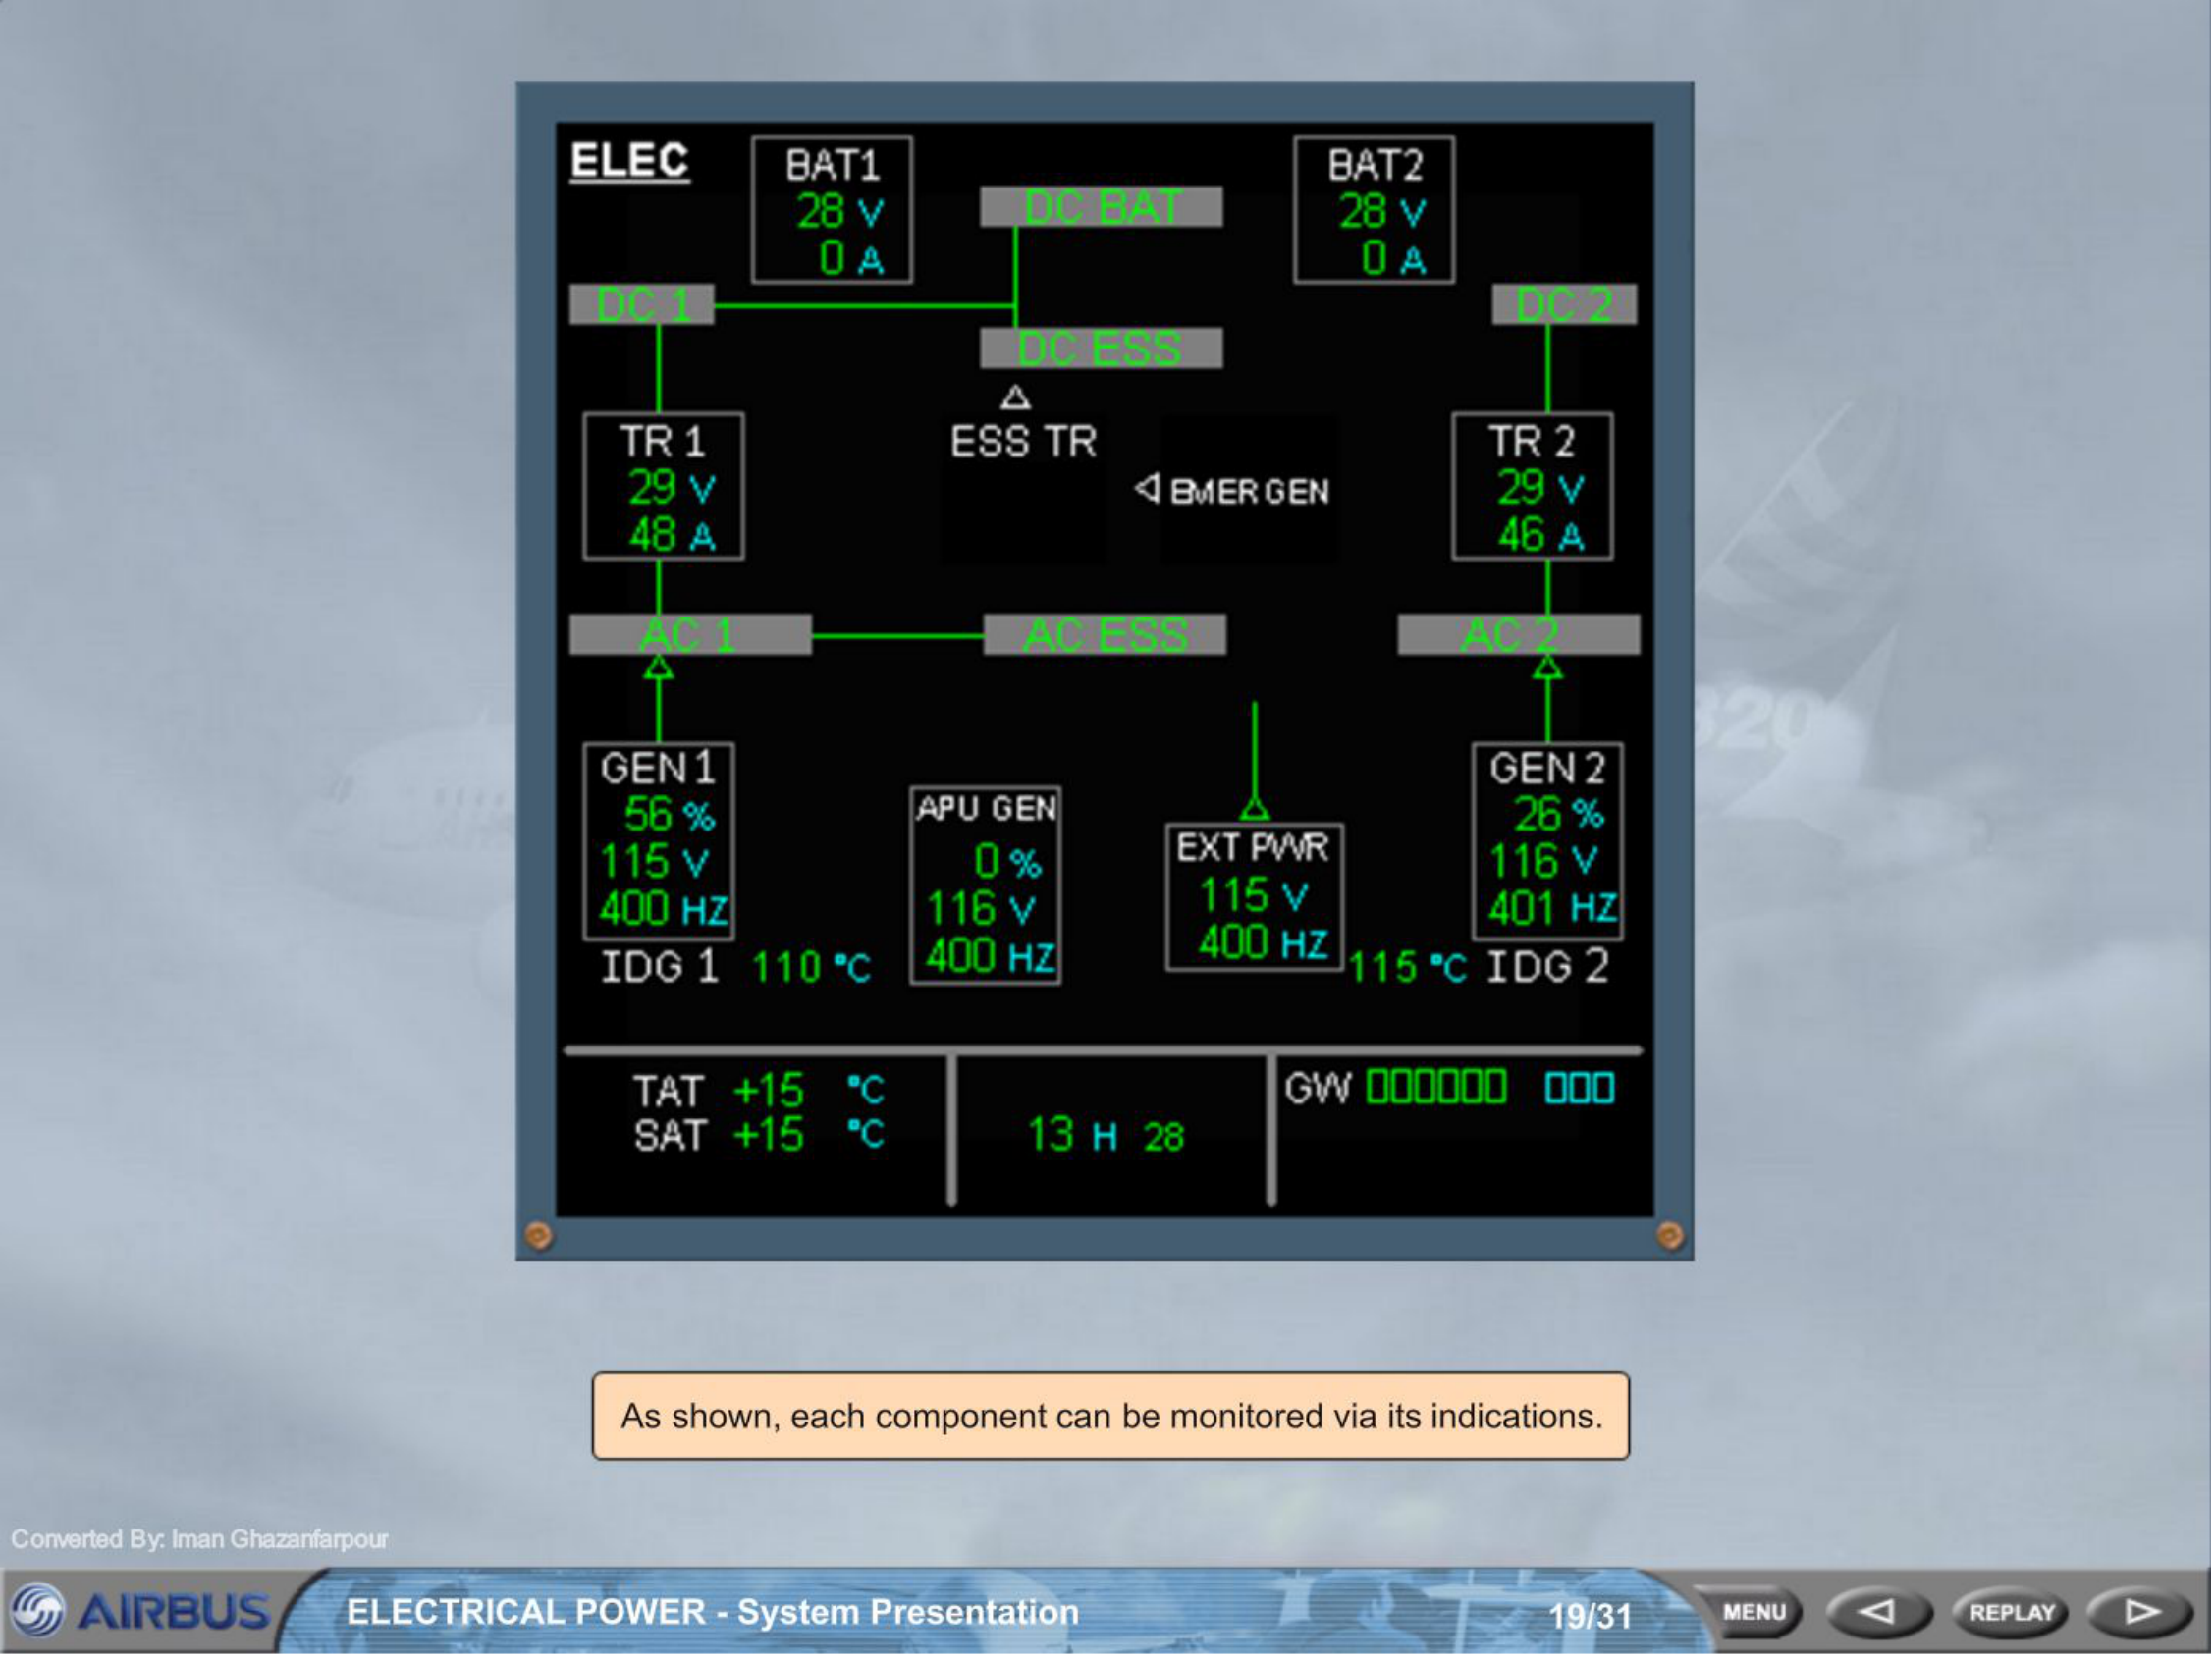 ELEC
BAT1
28 V
0 A
DC BAT
BAT2
28 V
0 A
DC 1
DC 2
DC ESS
TR 1
29 V
48 A
ESS TR
EMER GEN
TR 2
29 V
46 A
AC 1
AC ESS
AC 2
GEN 1
56 %
115 V
400 HZ
IDG 1 110 °C
APU GEN
0 %
116 V
400 HZ
EXT PWR
115 V
400 HZ
GEN 2
26 %
116 V
401 HZ
115 °C IDG 2
TAT +15 °C
SAT +15 °C
13 H 28
GW
As shown, each component can be monitored via its indications.
Converted By: Iman Ghazanfarpour
AIRBUS
ELECTRICAL POWER - System Presentation
19/31
MENU
REPLAY
320